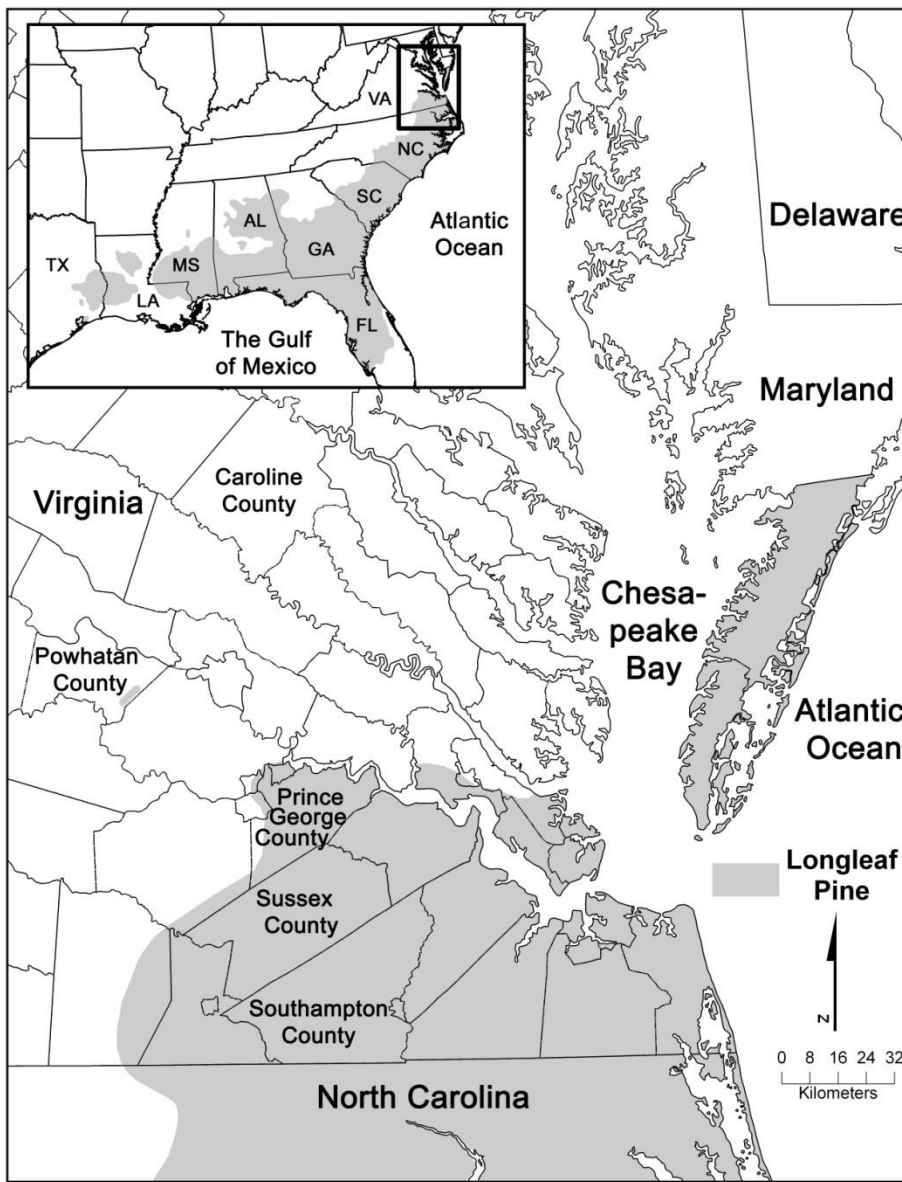 VA
NC
SC
AL
GA
MS
TX
LA
FL
Atlantic
Ocean
The Gulf
of Mexico
Delaware
Maryland
Virginia
Caroline
County
Chesa-
peake
Bay
Powhatan
County
Atlantic
Ocean
Prince
George
County
Longleaf
Pine
Sussex
County
Southampton
County
N
0 8 16 24 32
Kilometers
North Carolina